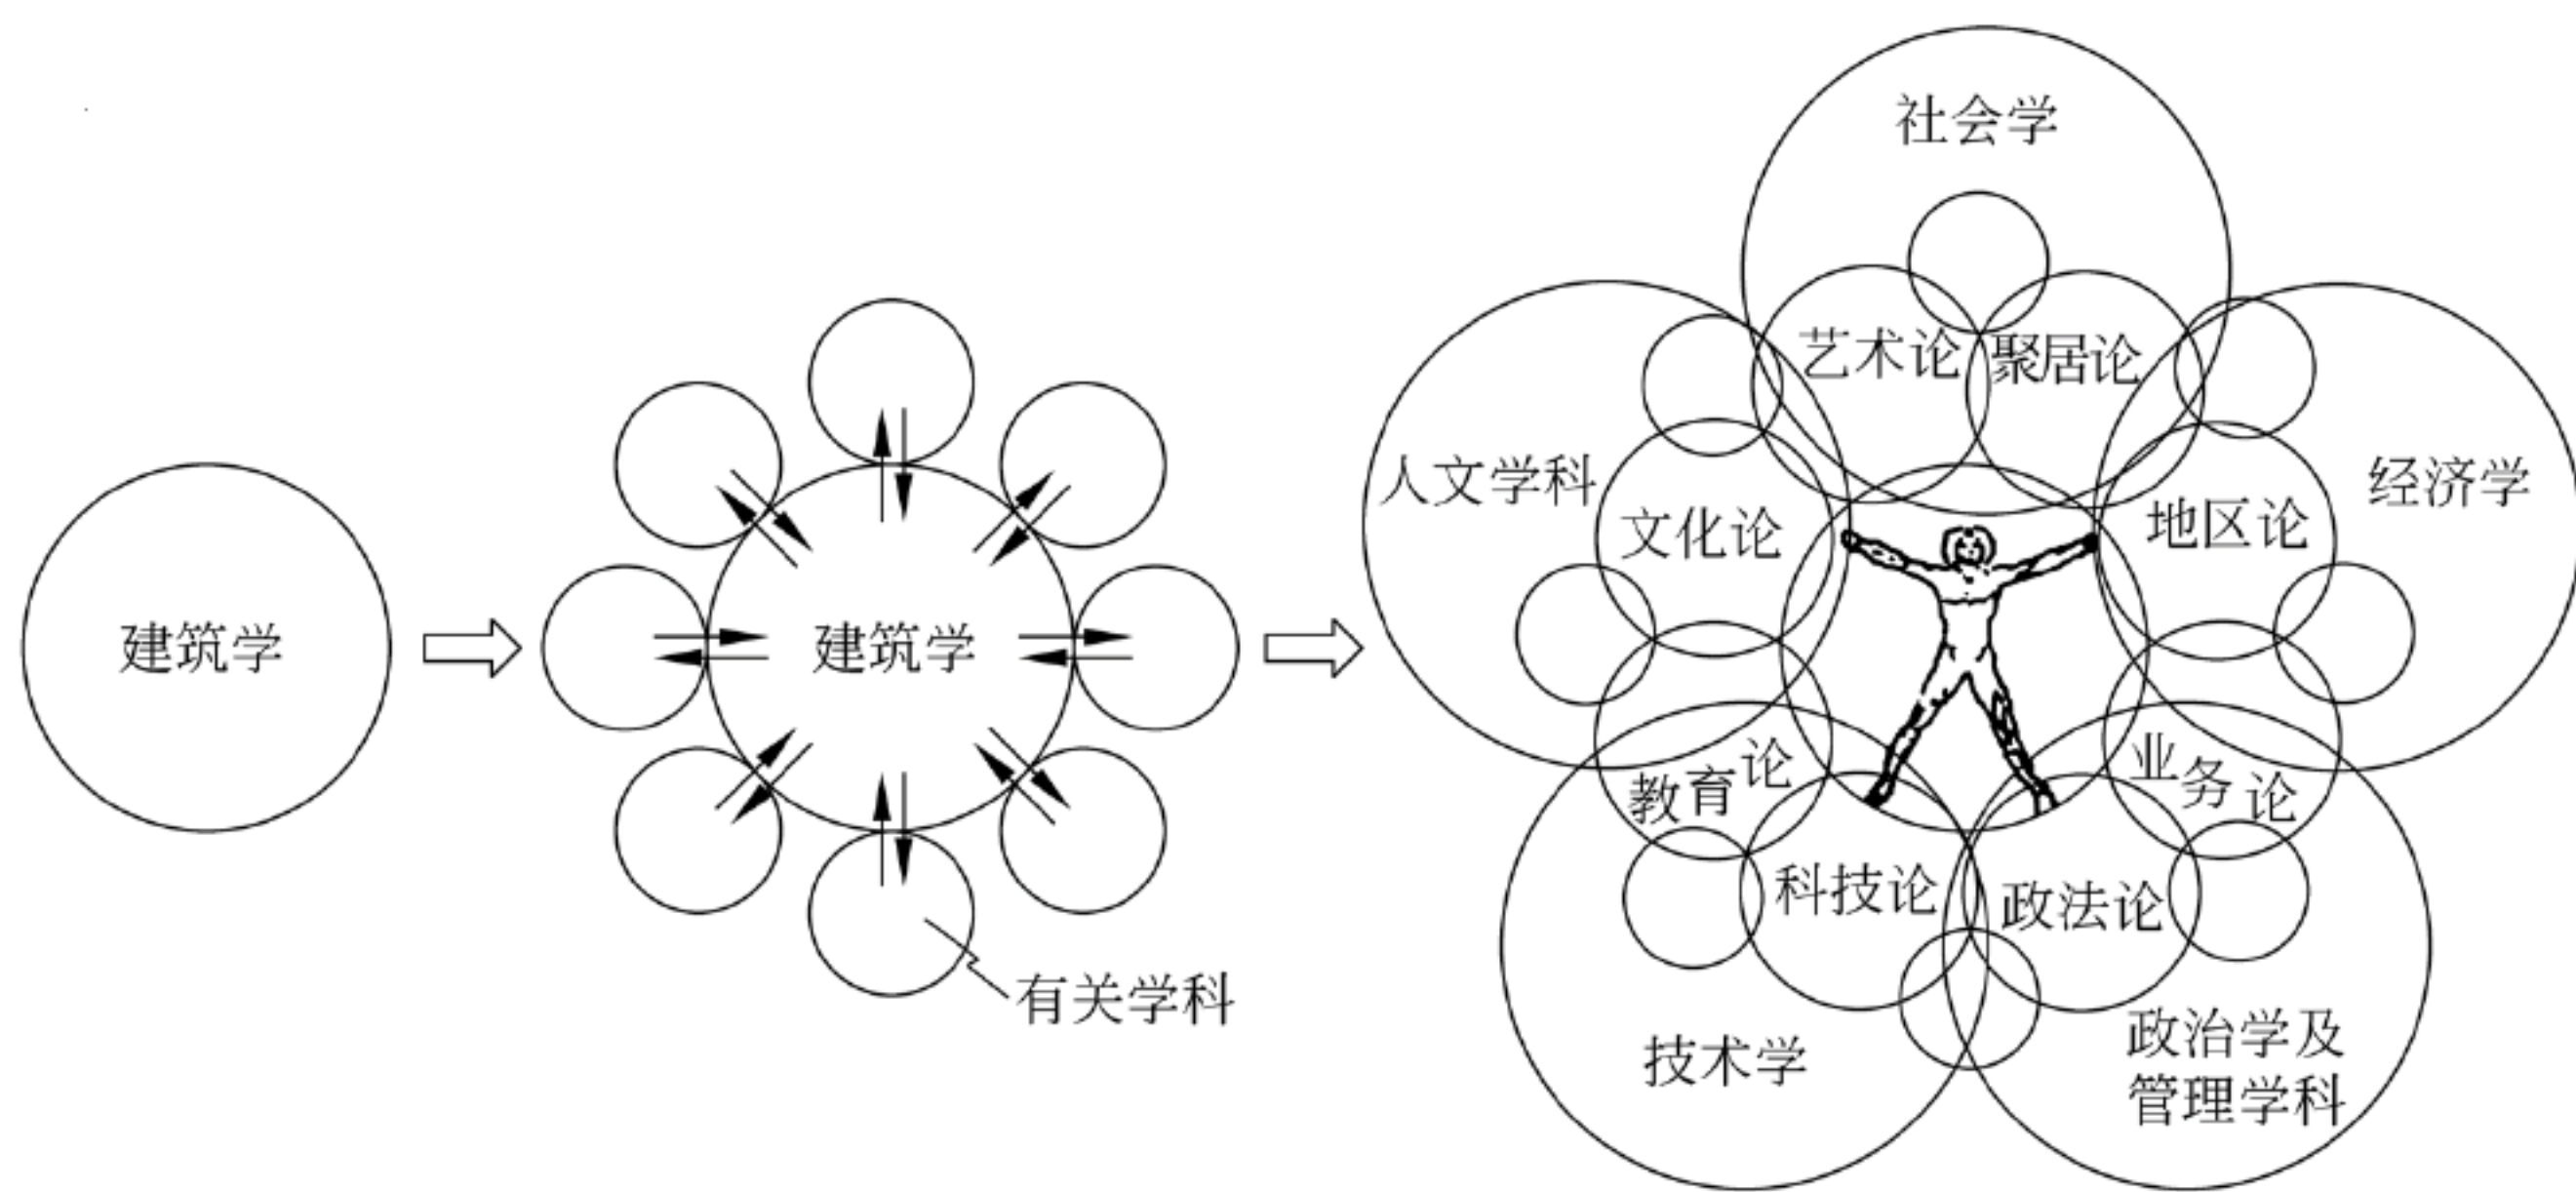 建筑学
建筑学
有关学科
社会学
艺术论
聚居论
人文学科
经济学
文化论
地区论
教育论
业务论
科技论
政法论
技术学
政治学及
管理学科